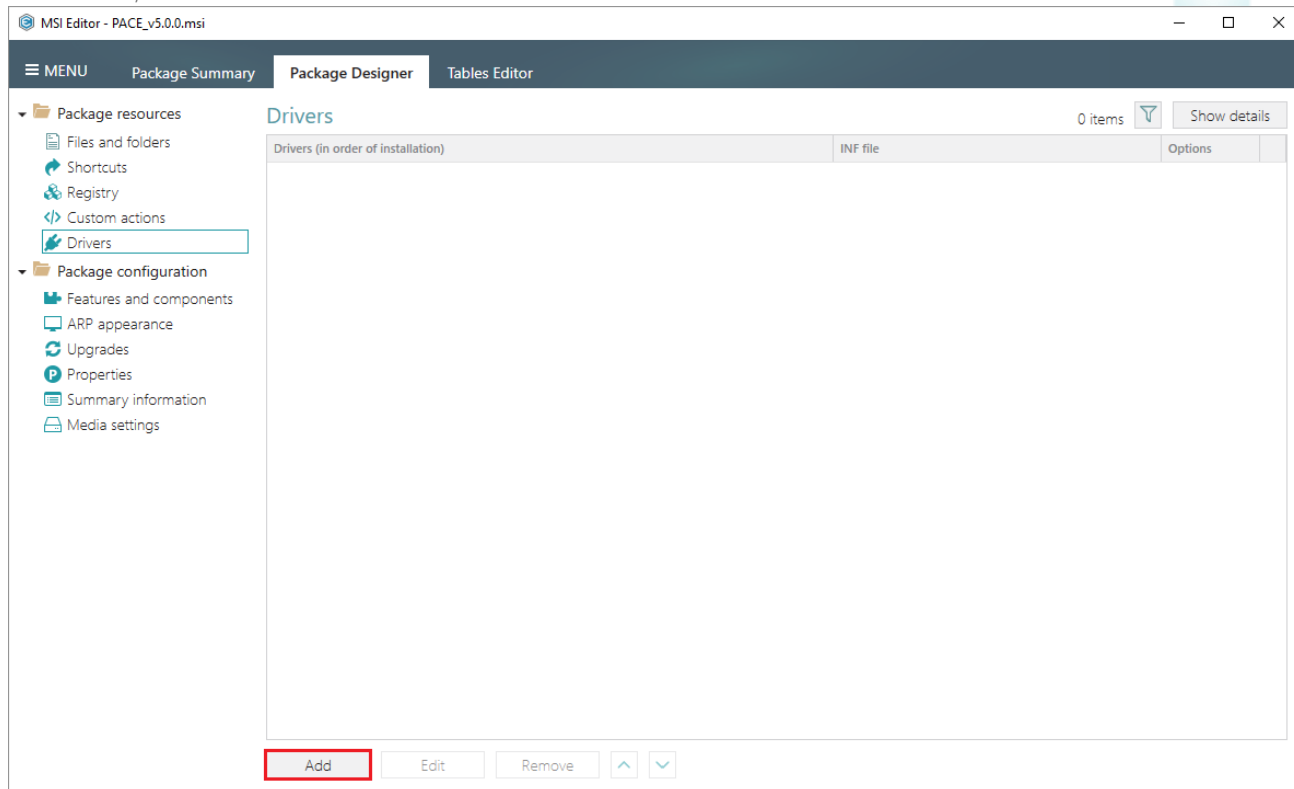 MSI Editor - PACE_v5.0.0.msi
MENU Package Summary Package Designer Tables Editor
Package resources
Files and folders
Shortcuts
Registry
Custom actions
Drivers
Package configuration
Features and components
ARP appearance
Upgrades
Properties
Summary information
Media settings
Drivers 0 items Show details
Drivers (in order of installation) INF file Options
Add Edit Remove